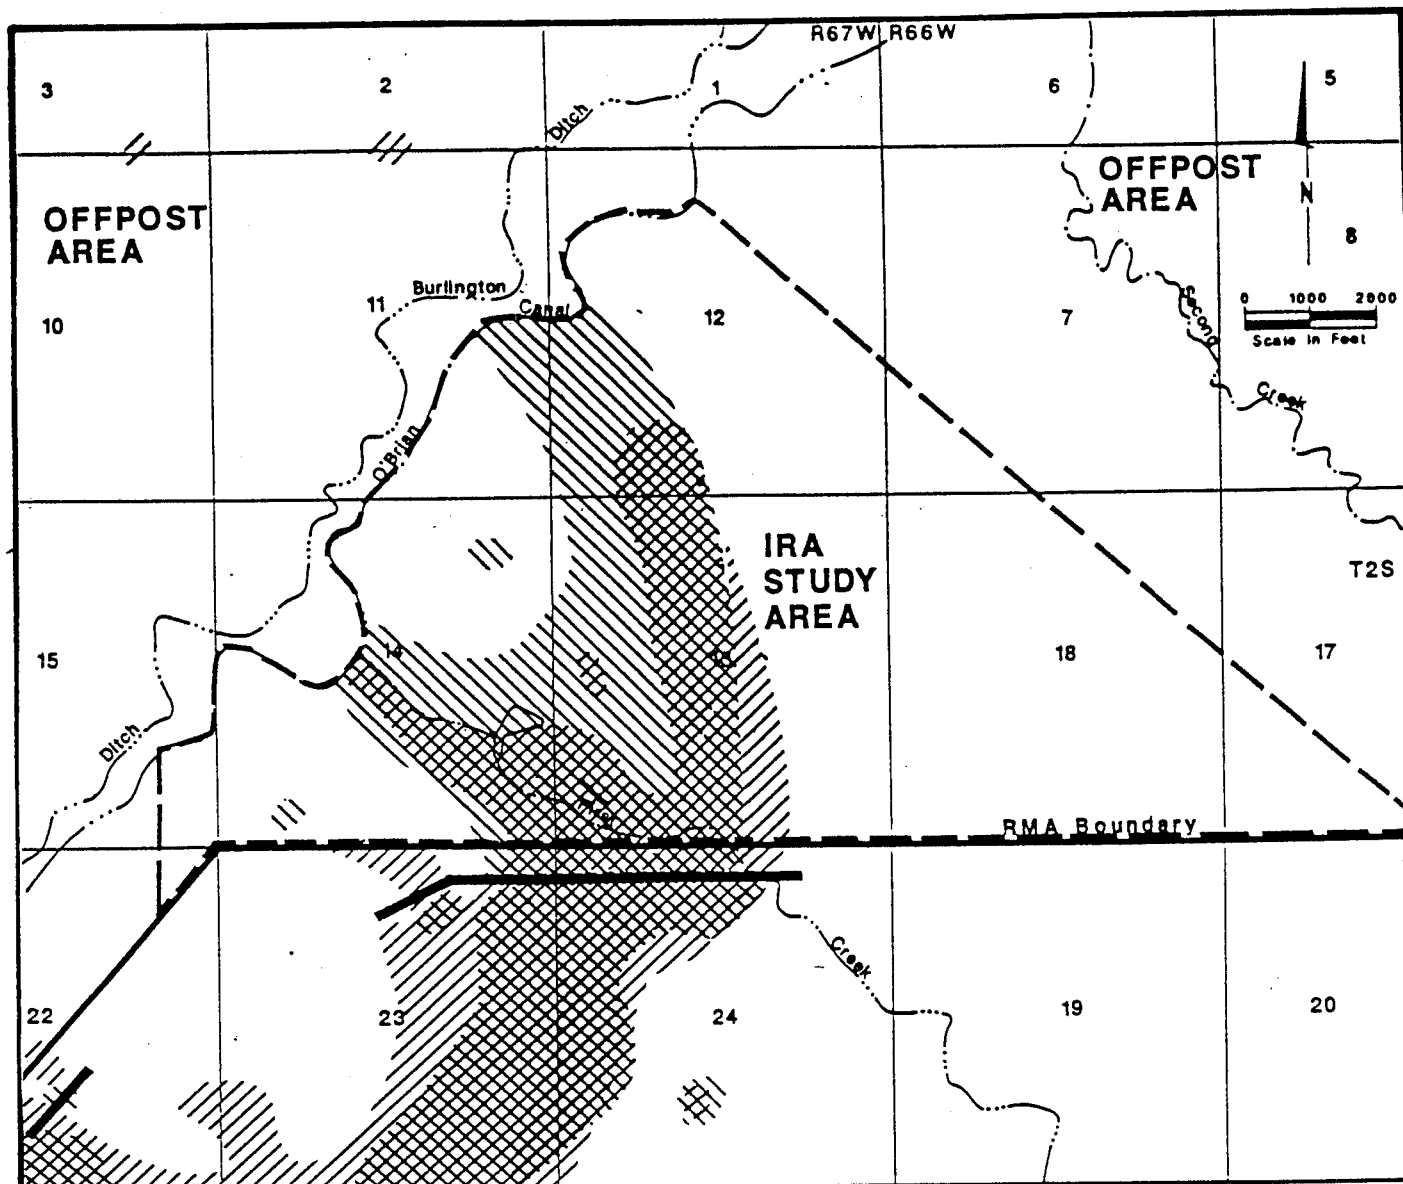 R67W R66W
3
2
1
6
5
Ditch
OFFPOST
AREA
OFFPOST
AREA
N
8
Burlington
Canal
11
10
12
7
Second
0 1000 2000
Scale in Feet
Creek
O'Brian
IRA
STUDY
AREA
T2S
15
14
13
18
17
Ditch
First
RMA Boundary
Creek
22
23
24
19
20